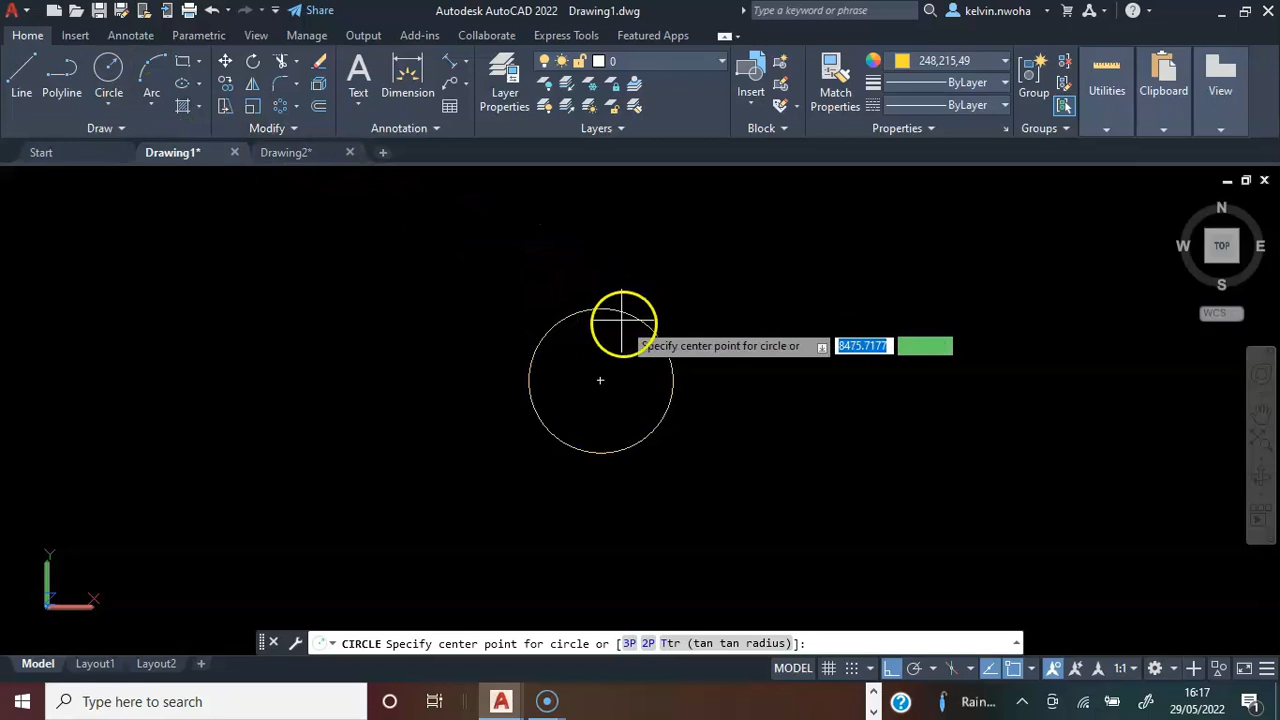 Share
Autodesk AutoCAD 2022 Drawing1.dwg
Type a keyword or phrase
kelvin.nwoha
Home Insert Annotate Parametric View Manage Output Add-ins Collaborate Express Tools Featured Apps
Line Polyline Circle Arc
Text Dimension
Layer Properties
0
Insert
Match Properties
248,215,49
ByLayer
ByLayer
Group
Utilities
Clipboard
View
Draw Modify Annotation Layers Block Properties Groups
Start Drawing1* Drawing2*
N
W TOP E
S
WCS
Specify center point for circle or 8475.7177
Y
X
CIRCLE Specify center point for circle or [3P 2P Ttr (tan tan radius)]:
Model Layout1 Layout2
MODEL
1:1
Type here to search
Rain...
16:17
29/05/2022
1